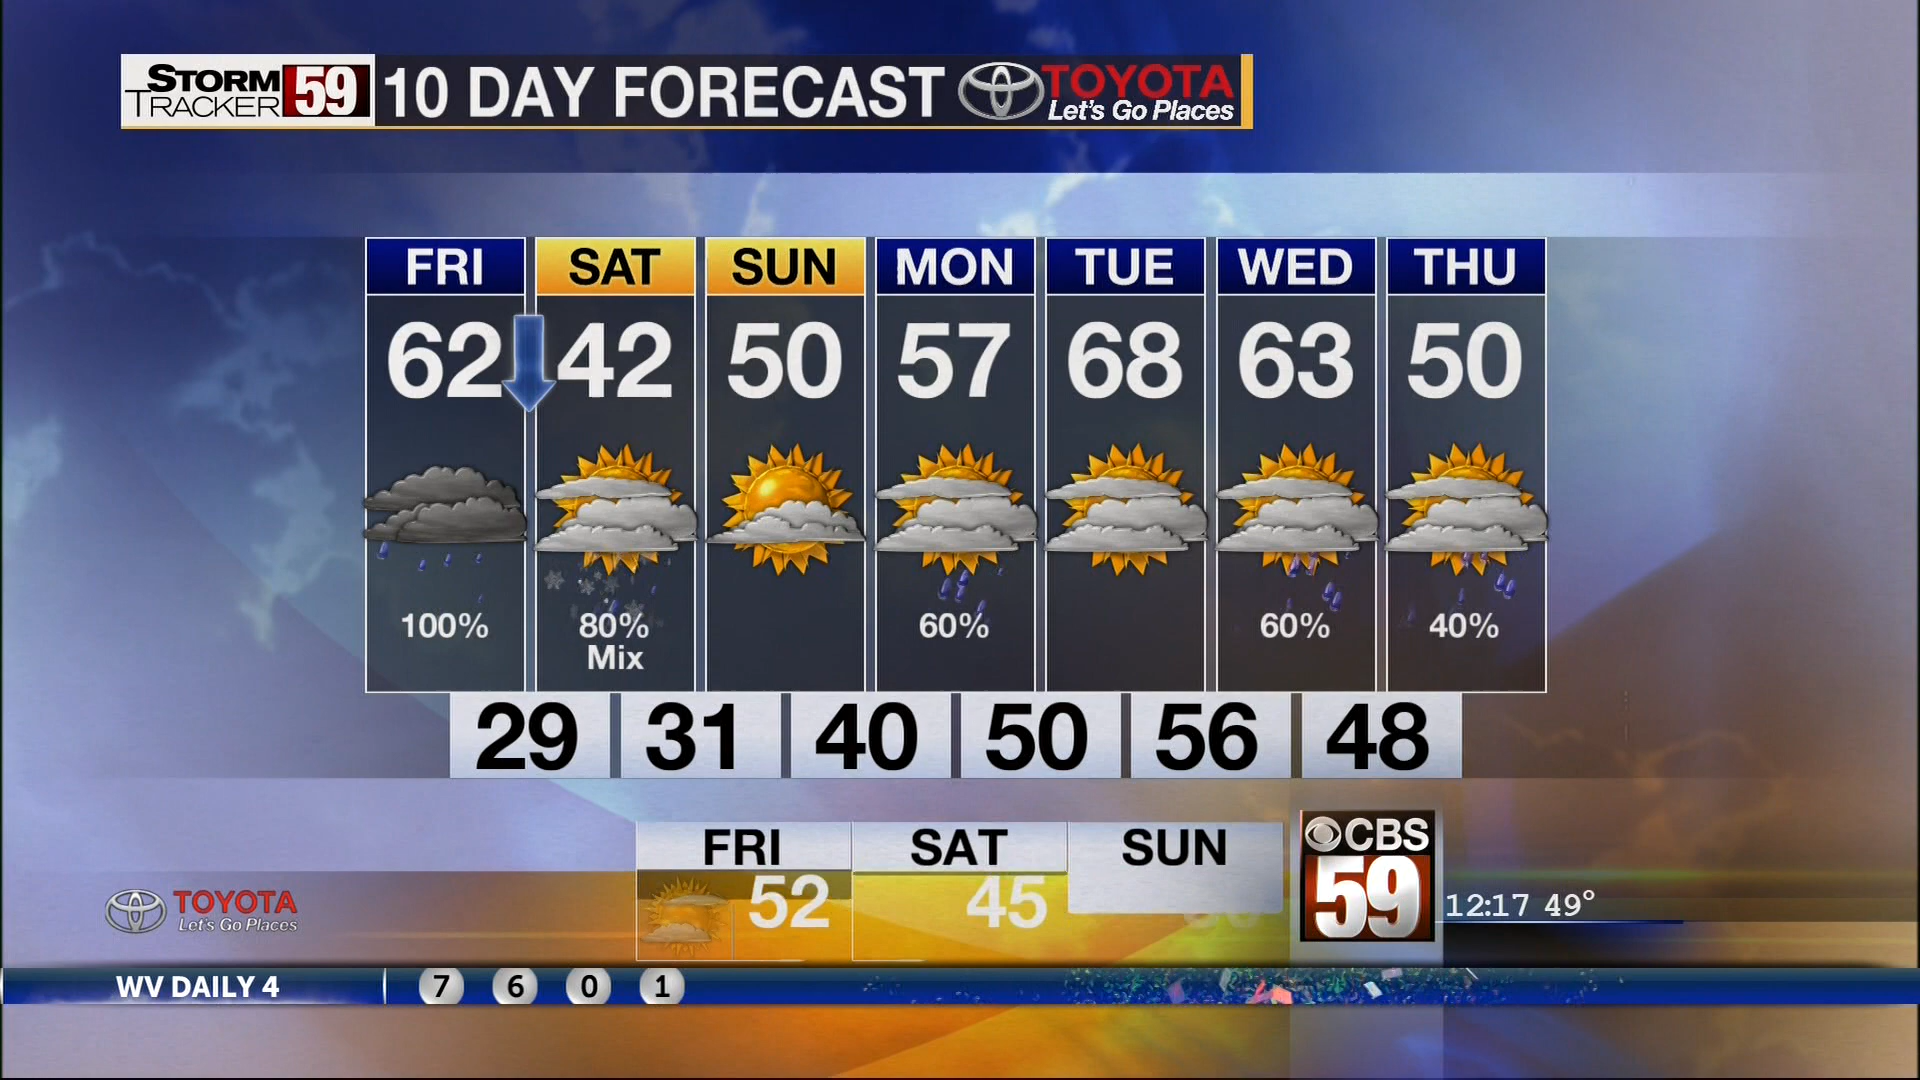 STORM TRACKER 59 10 DAY FORECAST TOYOTA
Let's Go Places
FRI SAT SUN MON TUE WED THU
62 42 50 57 68 63 50
100% 80% 60% 60% 40%
Mix
29 31 40 50 56 48
FRI SAT SUN
52 45
CBS
59
12:17 49°
TOYOTA
Let's Go Places
WV DAILY 4 7 6 0 1